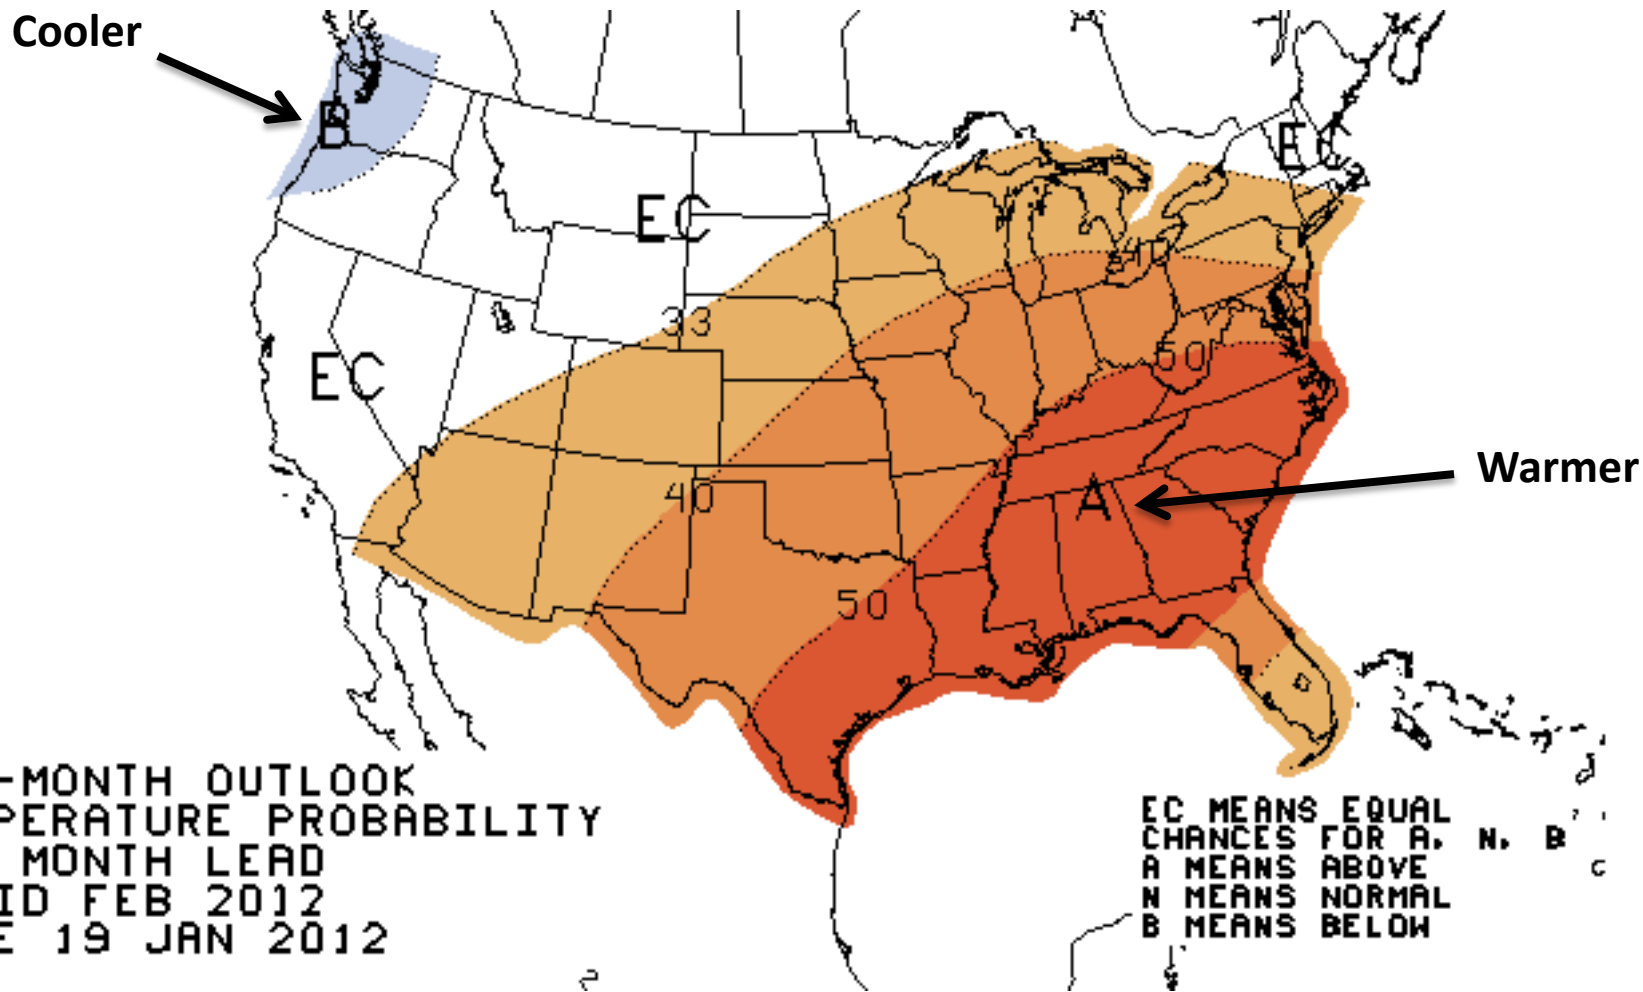 Cooler
B
EC
EC
EC
33
40
40
50
50
A
Warmer
-MONTH OUTLOOK
PERATURE PROBABILITY
MONTH LEAD
ID FEB 2012
E 19 JAN 2012
EC MEANS EQUAL
CHANCES FOR A, N, B
A MEANS ABOVE
N MEANS NORMAL
B MEANS BELOW